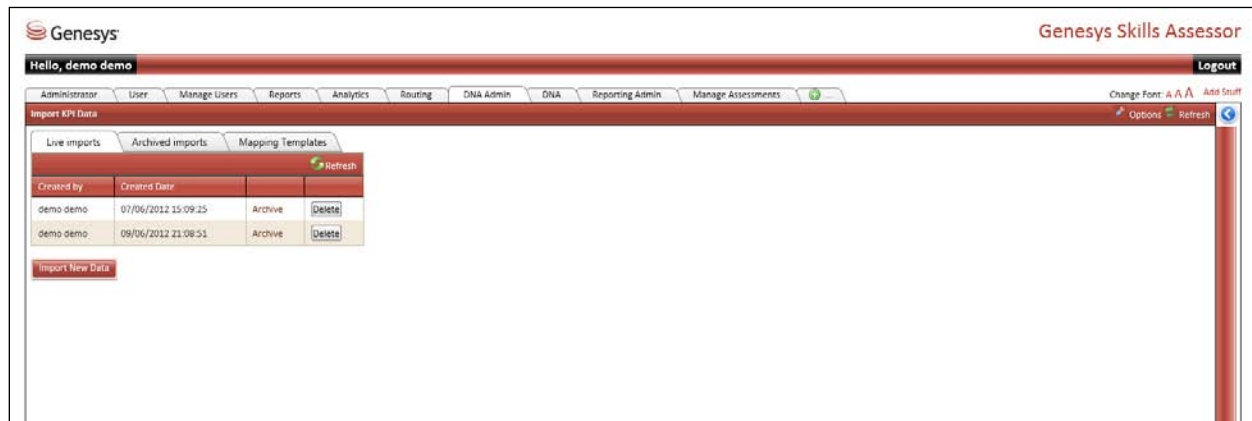 Genesys
Genesys Skills Assessor
Hello, demo demo
Logout
Administrator User Manage Users Reports Analytics Routing DNA Admin DNA Reporting Admin Manage Assessments ...
Change Font: A A A Add Stuff
Import KPI Data
Options Refresh
Live imports Archived imports Mapping Templates
Refresh
Created by Created Date
demo demo 07/06/2012 15:09:25 Archive Delete
demo demo 09/06/2012 21:08:51 Archive Delete
Import New Data